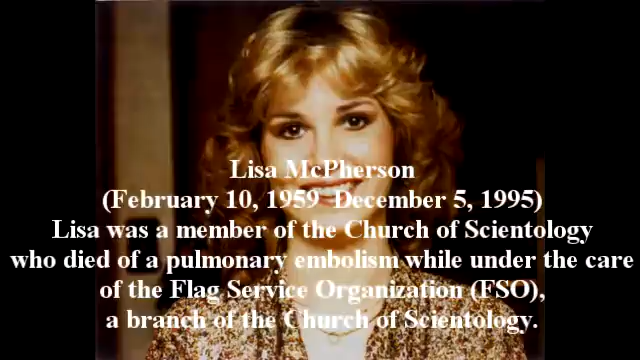 Lisa McPherson
(February 10, 1959  December 5, 1995)
Lisa was a member of the Church of Scientology
who died of a pulmonary embolism while under the care
of the Flag Service Organization (FSO),
a branch of the Church of Scientology.